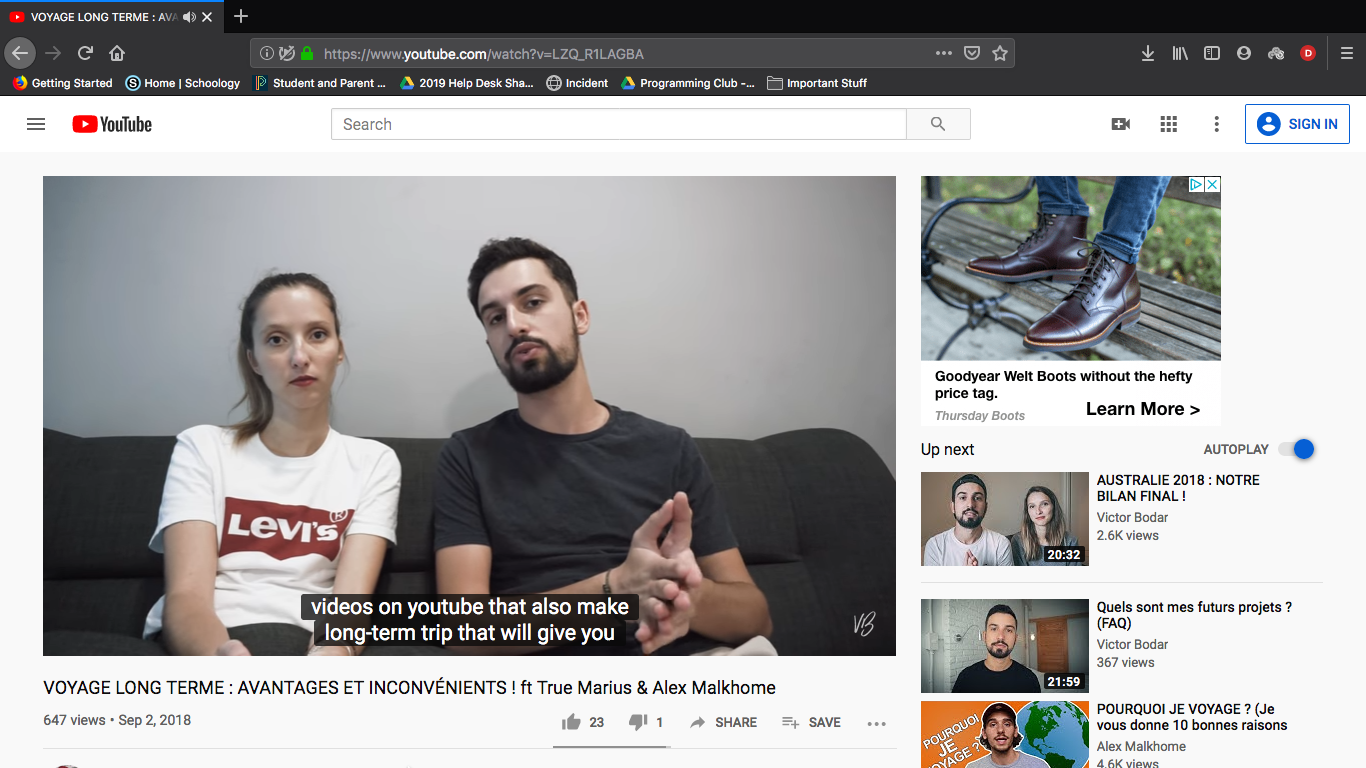 VOYAGE LONG TERME : AVA
https://www.youtube.com/watch?v=LZQ_R1LAGBA
D
Getting Started
S Home | Schoology
Student and Parent ...
2019 Help Desk Sha...
Incident
Programming Club -...
Important Stuff
YouTube
Search
SIGN IN
LEVI'S®
videos on youtube that also make
long-term trip that will give you
VB
VOYAGE LONG TERME : AVANTAGES ET INCONVÉNIENTS ! ft True Marius & Alex Malkhome
647 views • Sep 2, 2018
23
1
SHARE
SAVE
Goodyear Welt Boots without the hefty
price tag.
Thursday Boots
Learn More >
Up next
AUTOPLAY
20:32
AUSTRALIE 2018 : NOTRE
BILAN FINAL !
Victor Bodar
2.6K views
21:59
Quels sont mes futurs projets ?
(FAQ)
Victor Bodar
367 views
POURQUOI
JE
VOYAGE ?
POURQUOI JE VOYAGE ? (Je
vous donne 10 bonnes raisons
Alex Malkhome
4.6K views